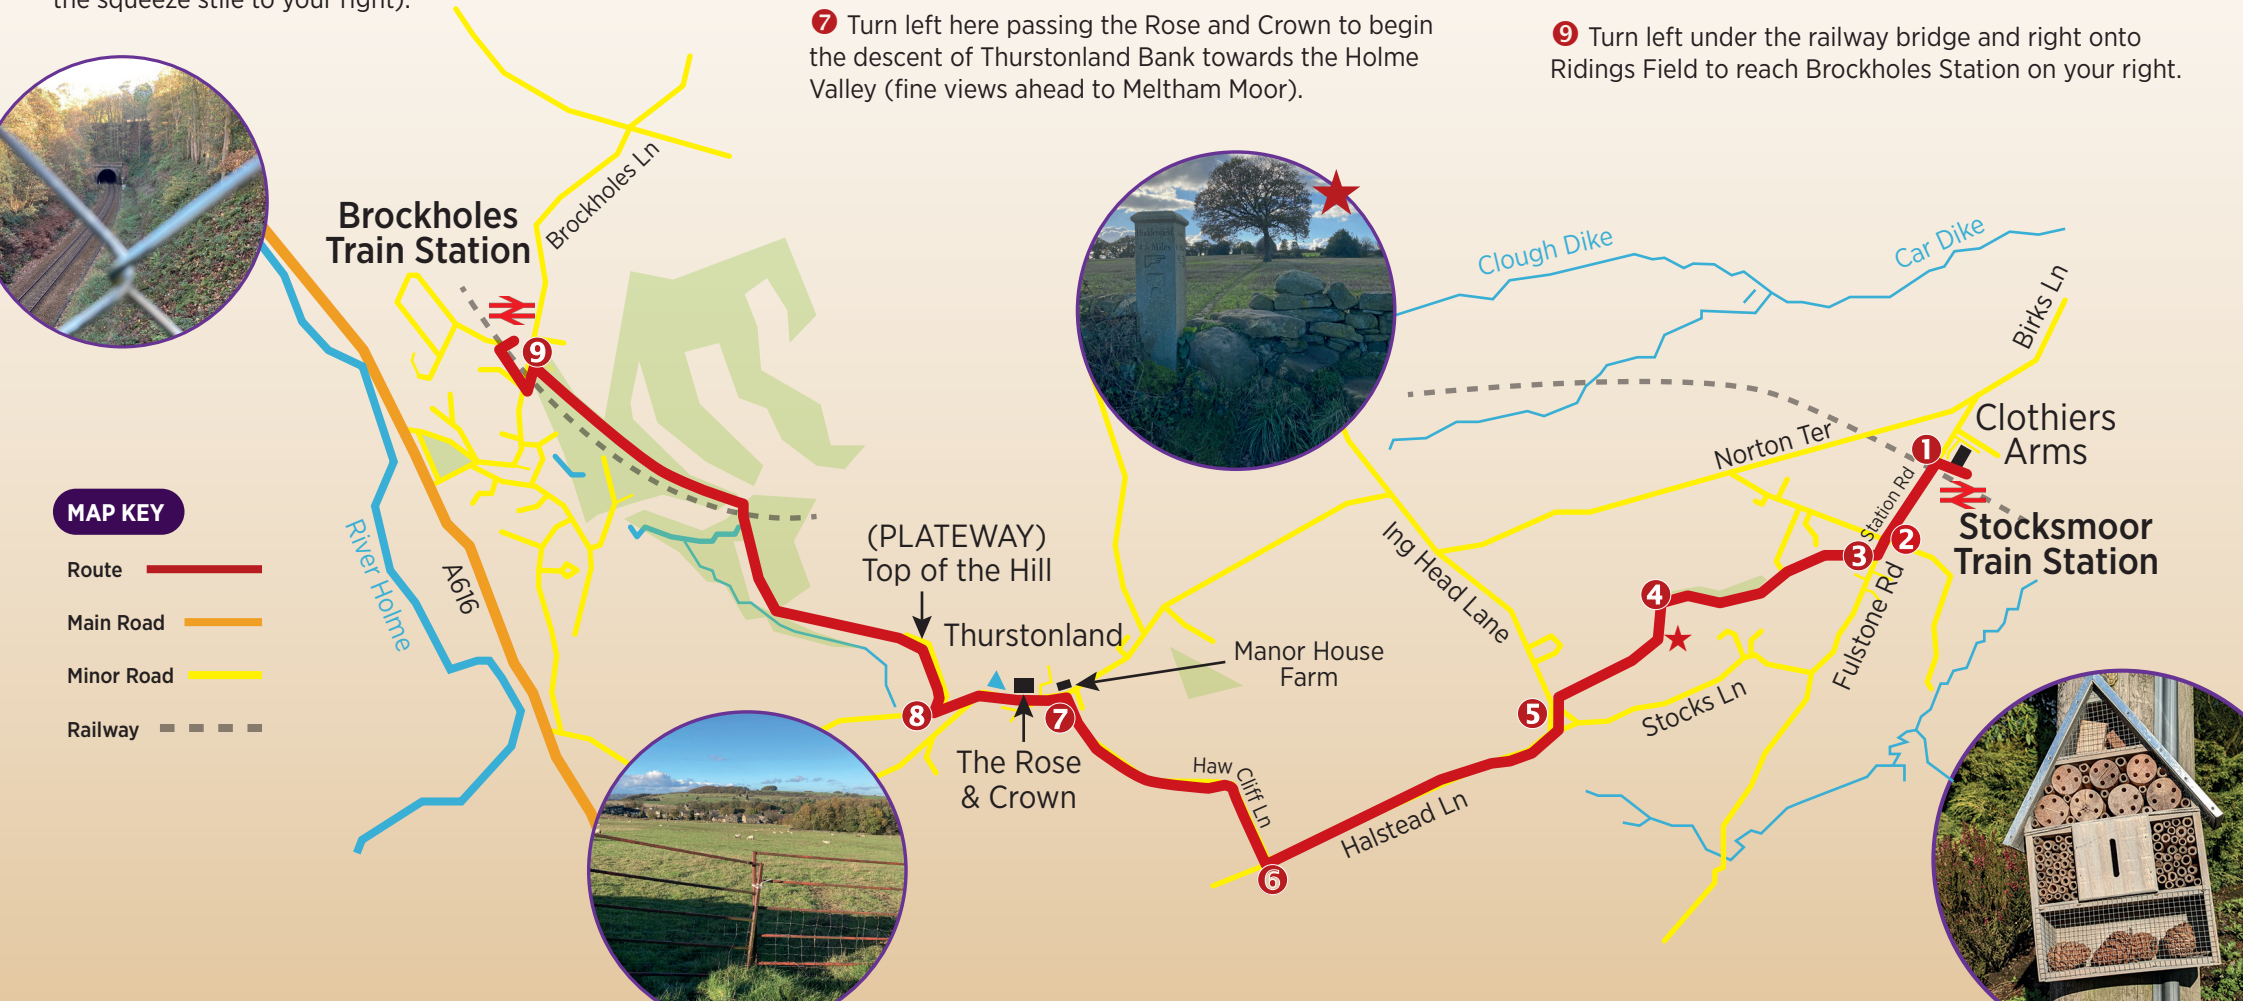 the squeeze stile to your right).
7 Turn left here passing the Rose and Crown to begin
the descent of Thurstonland Bank towards the Holme
Valley (fine views ahead to Meltham Moor).
9 Turn left under the railway bridge and right onto
Ridings Field to reach Brockholes Station on your right.
Brockholes
Train Station
Brockholes Ln
9
Clough Dike
Car Dike
Birks Ln
Clothiers
Arms
Norton Ter
1
Station Rd
Stocksmoor
Train Station
2
3
Fulstone Rd
4
Ing Head Lane
5
Stocks Ln
Halstead Ln
6
Haw Cliff Ln
7
Manor House
Farm
Thurstonland
The Rose
& Crown
8
(PLATEWAY)
Top of the Hill
A616
River Holme
MAP KEY
Route
Main Road
Minor Road
Railway